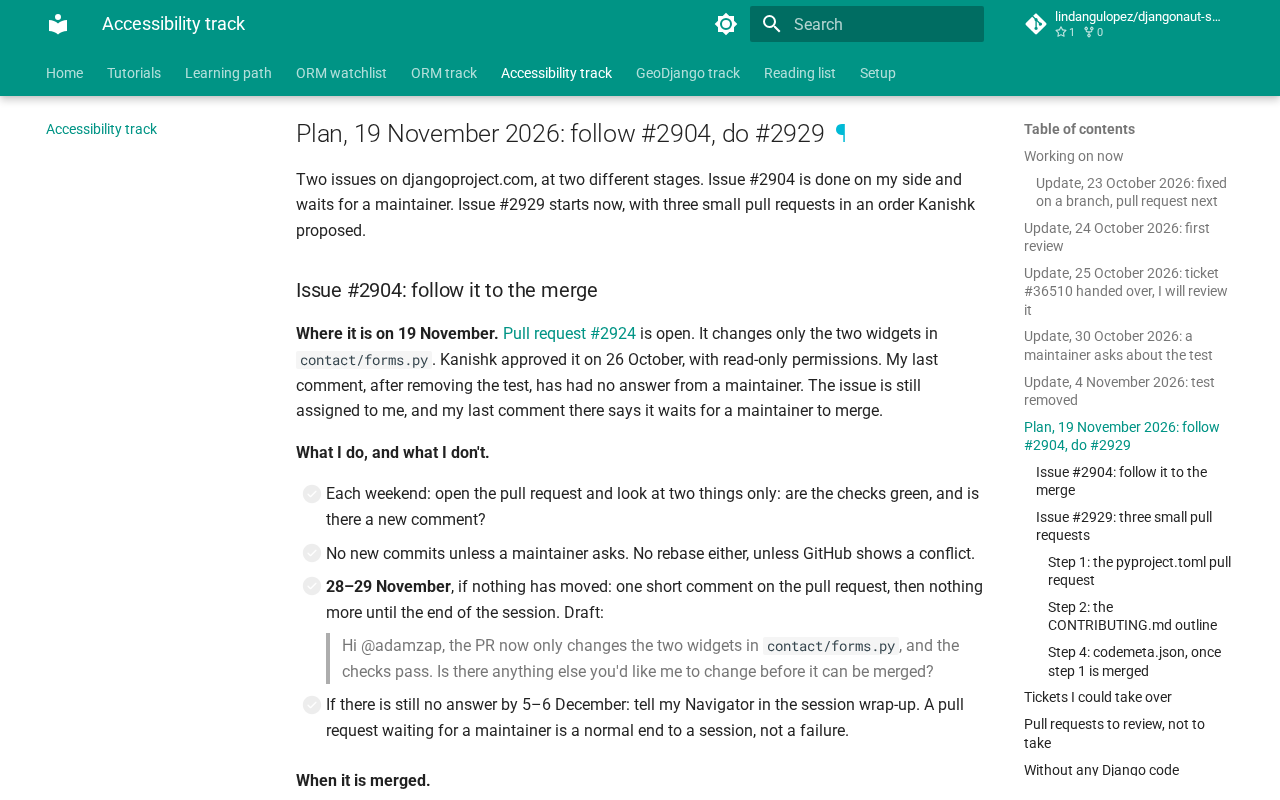 Accessibility track
Search
lindangulopez/djangonaut-s…
1 0
Home Tutorials Learning path ORM watchlist ORM track Accessibility track GeoDjango track Reading list Setup
Accessibility track
Plan, 19 November 2026: follow #2904, do #2929 ¶
Two issues on djangoproject.com, at two different stages. Issue #2904 is done on my side and
waits for a maintainer. Issue #2929 starts now, with three small pull requests in an order Kanishk
proposed.
Issue #2904: follow it to the merge
Where it is on 19 November. Pull request #2924 is open. It changes only the two widgets in
contact/forms.py. Kanishk approved it on 26 October, with read-only permissions. My last
comment, after removing the test, has had no answer from a maintainer. The issue is still
assigned to me, and my last comment there says it waits for a maintainer to merge.
What I do, and what I don't.
Each weekend: open the pull request and look at two things only: are the checks green, and is
there a new comment?
No new commits unless a maintainer asks. No rebase either, unless GitHub shows a conflict.
28–29 November, if nothing has moved: one short comment on the pull request, then nothing
more until the end of the session. Draft:
Hi @adamzap, the PR now only changes the two widgets in contact/forms.py, and the
checks pass. Is there anything else you'd like me to change before it can be merged?
If there is still no answer by 5–6 December: tell my Navigator in the session wrap-up. A pull
request waiting for a maintainer is a normal end to a session, not a failure.
When it is merged.
Table of contents
Working on now
Update, 23 October 2026: fixed
on a branch, pull request next
Update, 24 October 2026: first
review
Update, 25 October 2026: ticket
#36510 handed over, I will review
it
Update, 30 October 2026: a
maintainer asks about the test
Update, 4 November 2026: test
removed
Plan, 19 November 2026: follow
#2904, do #2929
Issue #2904: follow it to the
merge
Issue #2929: three small pull
requests
Step 1: the pyproject.toml pull
request
Step 2: the
CONTRIBUTING.md outline
Step 4: codemeta.json, once
step 1 is merged
Tickets I could take over
Pull requests to review, not to
take
Without any Django code